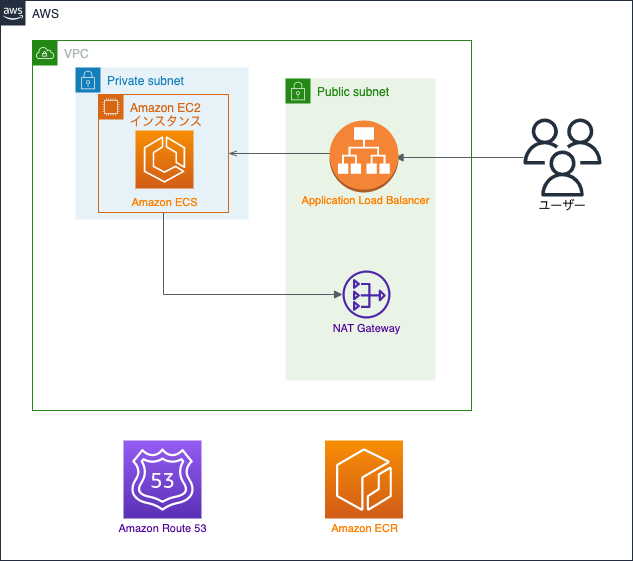 aws
AWS
VPC
Private subnet
Amazon EC2
インスタンス
Amazon ECS
Public subnet
Application Load Balancer
ユーザー
NAT Gateway
53
Amazon Route 53
Amazon ECR